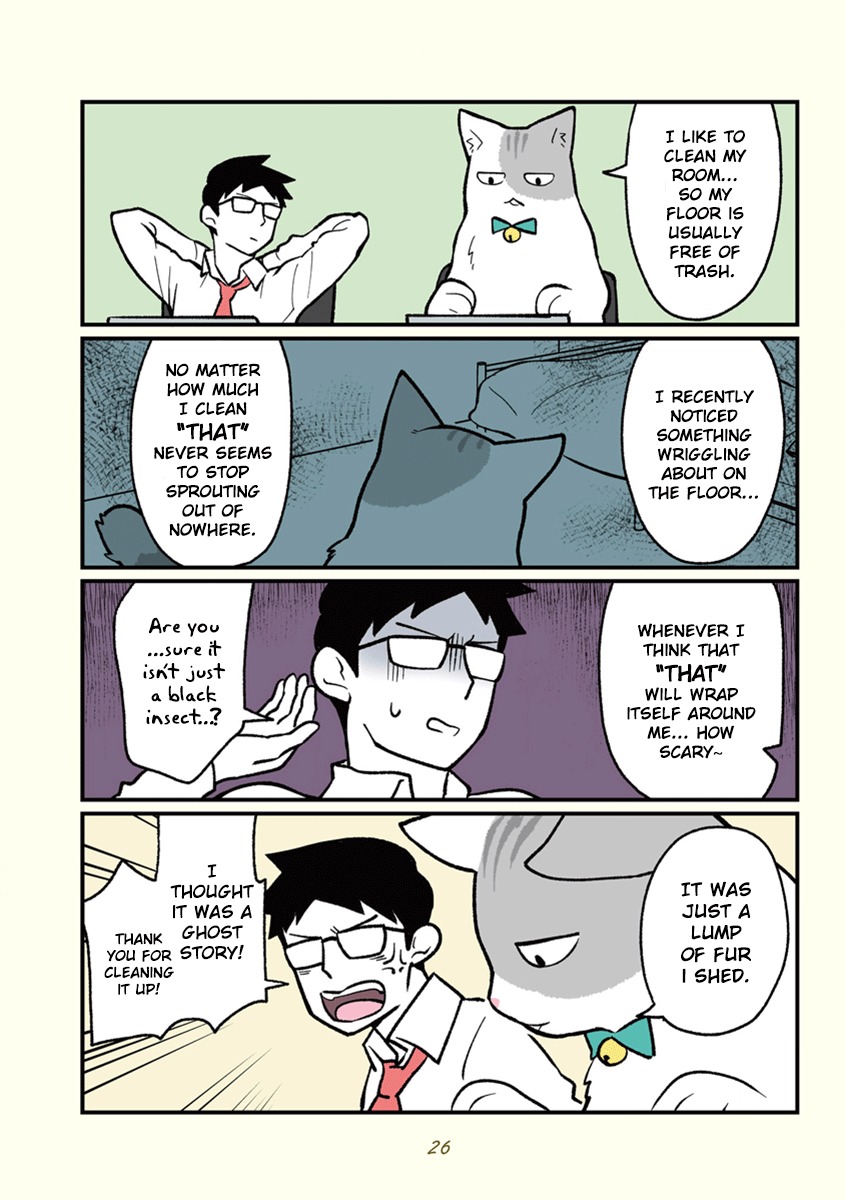 I LIKE TO
CLEAN MY
ROOM...
SO MY
FLOOR IS
USUALLY
FREE OF
TRASH.
I RECENTLY
NOTICED
SOMETHING
WRIGGLING
ABOUT ON
THE FLOOR...
NO MATTER
HOW MUCH
I CLEAN
"THAT"
NEVER SEEMS
TO STOP
SPROUTING
OUT OF
NOWHERE.
WHENEVER I
THINK THAT
"THAT"
WILL WRAP
ITSELF AROUND
ME... HOW
SCARY~
Are you
...sure it
isn't just
a black
insect...?
IT WAS
JUST A
LUMP
OF FUR
I SHED.
I
THOUGHT
IT WAS A
GHOST
STORY!
THANK
YOU FOR
CLEANING
IT UP!
26